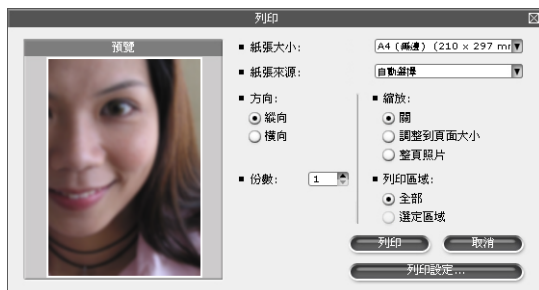 列印
預覽
紙張大小:
A4 (無邊) (210 x 297 mm
紙張來源:
自動選擇
方向:
縱向
橫向
份數:
1
縮放:
關
調整到頁面大小
整頁照片
列印區域:
全部
選定區域
列印
取消
列印設定...